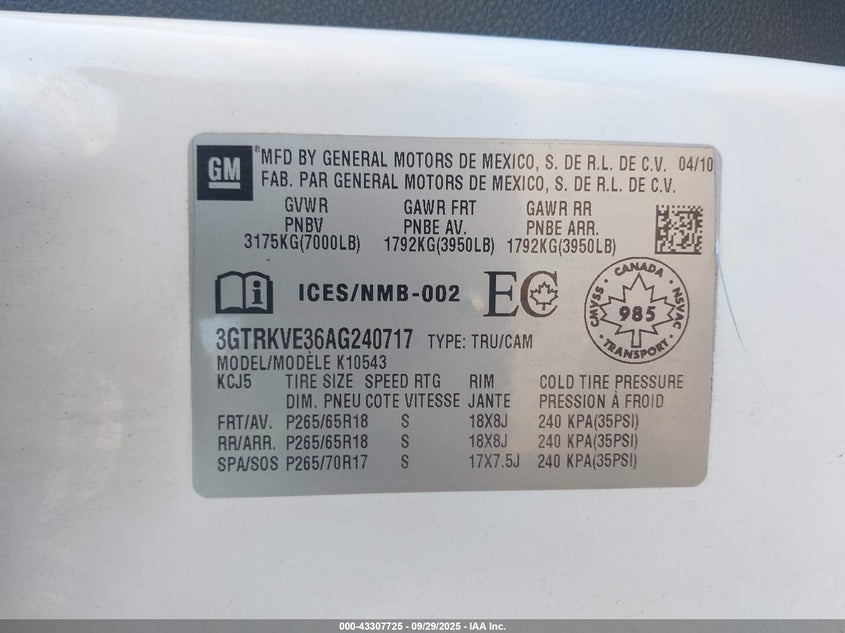 GM
®MFD BY GENERAL MOTORS DE MEXICO, S. DE R.L. DE C.V. 04/10
FAB. PAR GENERAL MOTORS DE MEXICO, S. DE R.L. DE C.V.
GVWR GAWR FRT GAWR RR
PNBV PNBE AV. PNBE ARR.
3175KG(7000LB) 1792KG(3950LB) 1792KG(3950LB)
i ICES/NMB-002 EC
CANADA
CMVSS 985 NSVAC
TRANSPORT
3GTRKVE36AG240717 TYPE: TRU/CAM
MODEL/MODÈLE K10543
KCJ5 TIRE SIZE SPEED RTG RIM COLD TIRE PRESSURE
DIM. PNEU COTE VITESSE JANTE PRESSION À FROID
FRT/AV. P265/65R18 S 18X8J 240 KPA(35PSI)
RR/ARR. P265/65R18 S 18X8J 240 KPA(35PSI)
SPA/SOS P265/70R17 S 17X7.5J 240 KPA(35PSI)
000-43307725 - 09/29/2025 - IAA Inc.